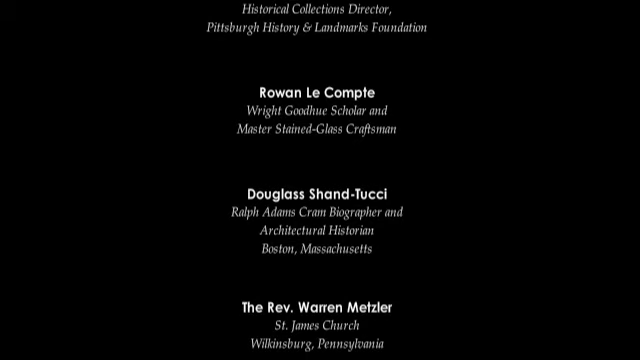 Historical Collections Director,
Pittsburgh History & Landmarks Foundation
Rowan Le Compte
Wright Goodhue Scholar and
Master Stained-Glass Craftsman
Douglass Shand-Tucci
Ralph Adams Cram Biographer and
Architectural Historian
Boston, Massachusetts
The Rev. Warren Metzler
St. James Church
Wilkinsburg, Pennsylvania